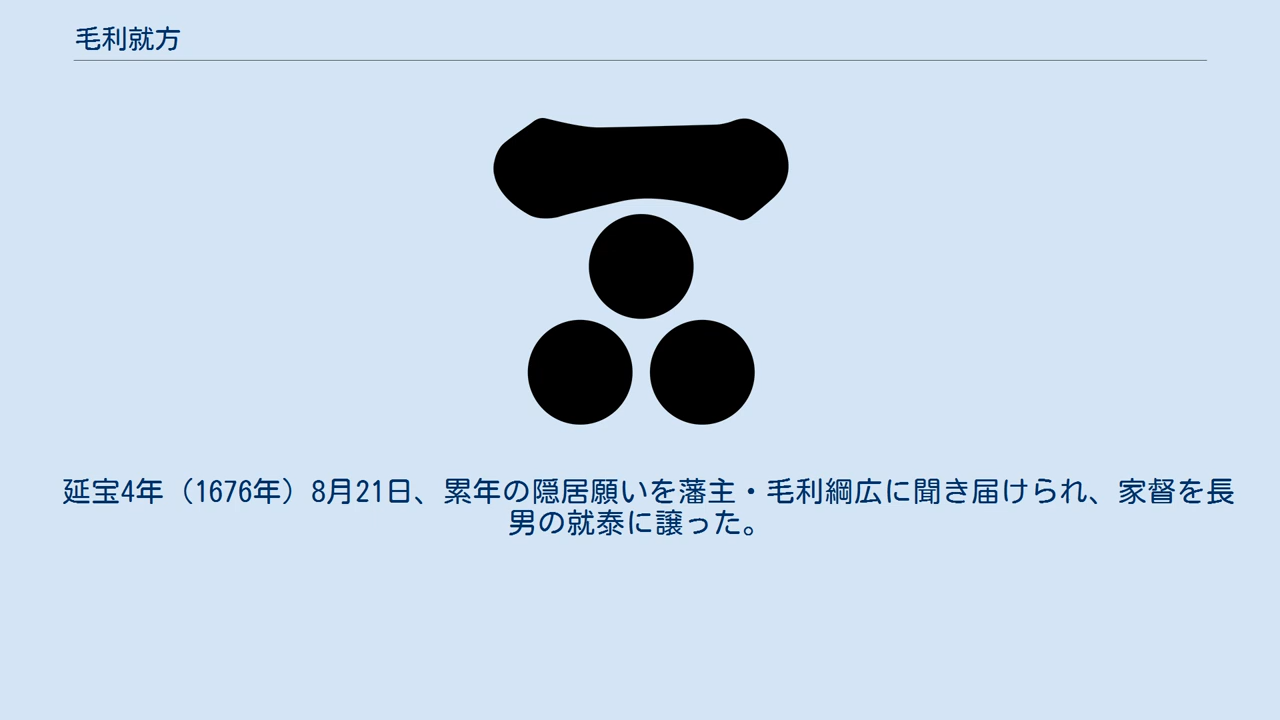 毛利就方
延宝4年（1676年）8月21日、累年の隠居願いを藩主・毛利綱広に聞き届けられ、家督を長
男の就泰に譲った。